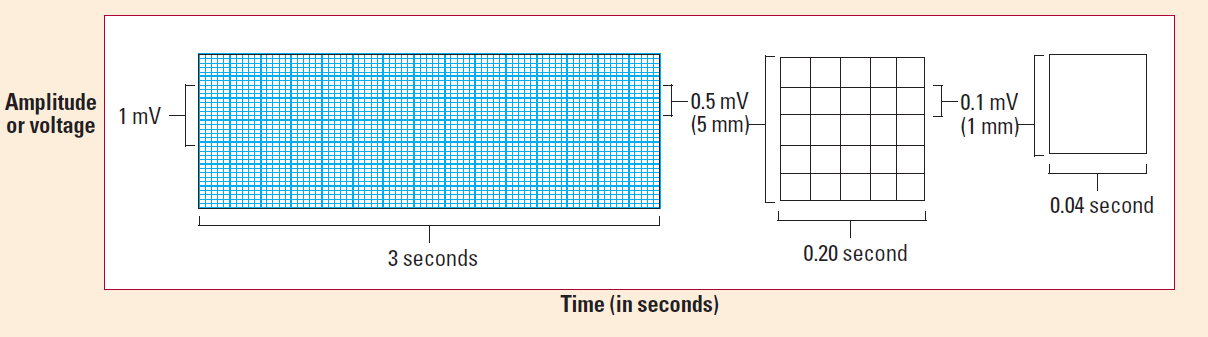 Amplitude
or voltage
1 mV
3 seconds
0.5 mV
(5 mm)
0.20 second
0.1 mV
(1 mm)
0.04 second
Time (in seconds)